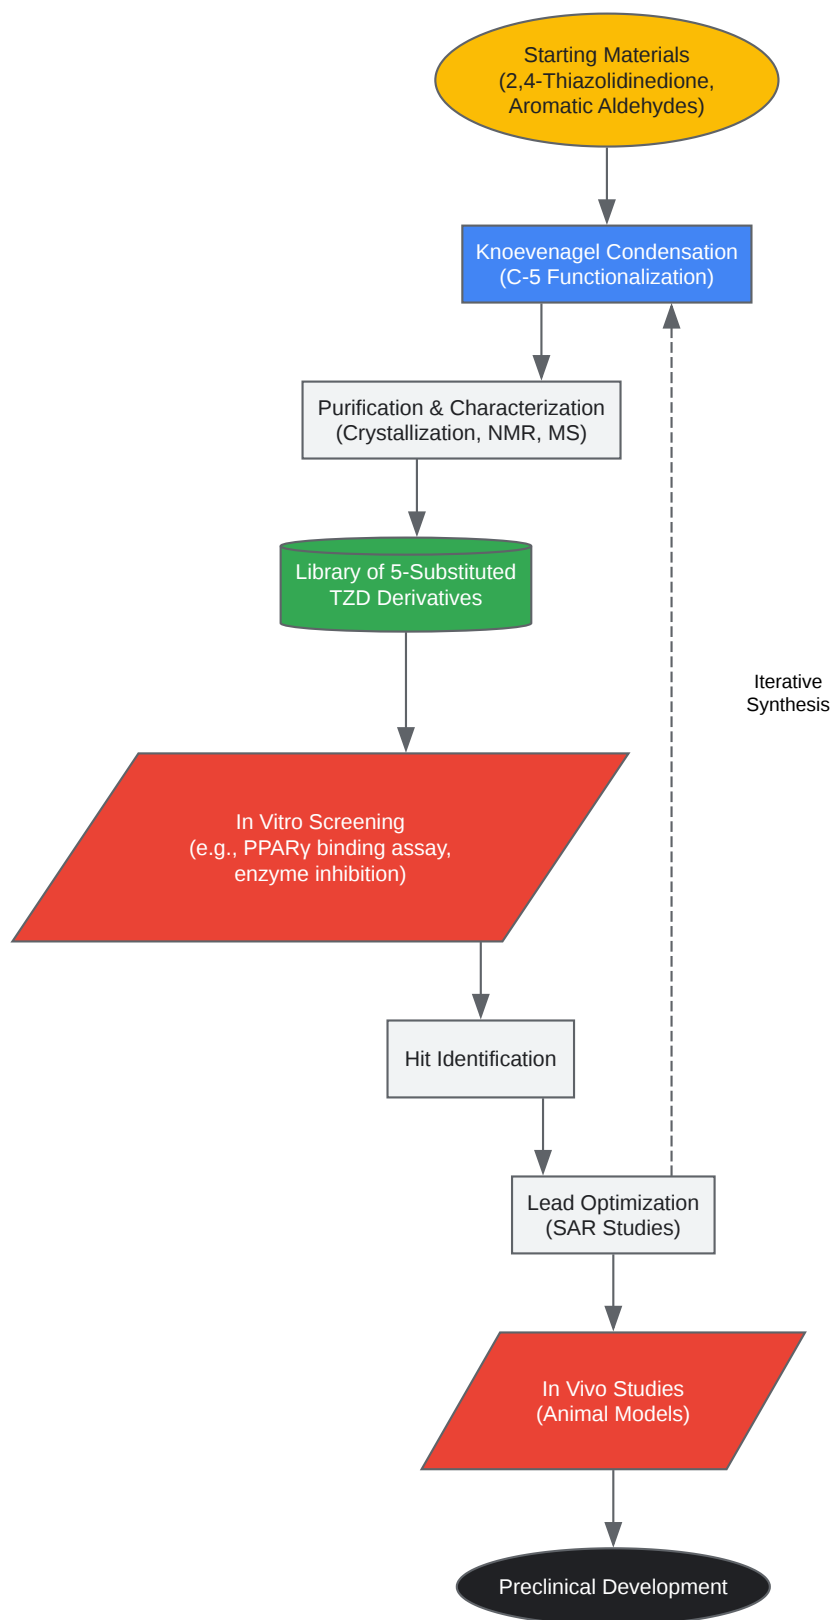 Starting Materials
(2,4-Thiazolidinedione,
Aromatic Aldehydes)
Knoevenagel Condensation
(C-5 Functionalization)
Purification & Characterization
(Crystallization, NMR, MS)
Library of 5-Substituted
TZD Derivatives
Iterative
Synthesis
In Vitro Screening
(e.g., PPARγ binding assay,
enzyme inhibition)
Hit Identification
Lead Optimization
(SAR Studies)
In Vivo Studies
(Animal Models)
Preclinical Development